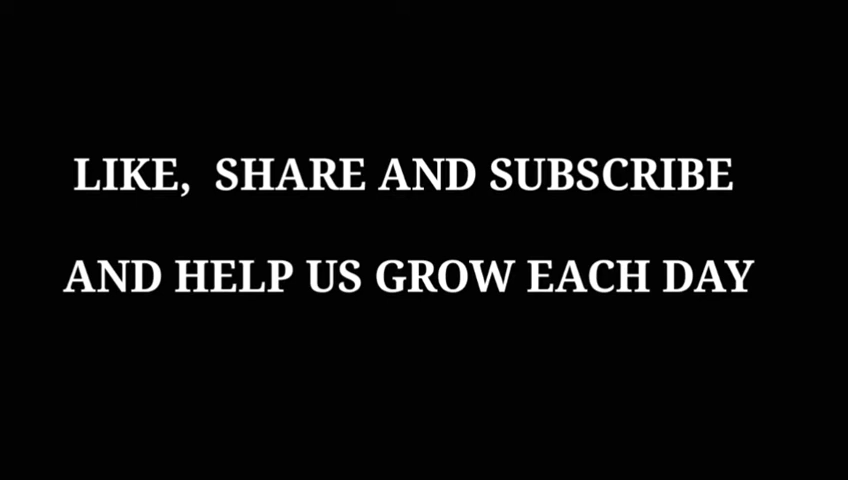 LIKE,  SHARE AND SUBSCRIBE
AND HELP US GROW EACH DAY